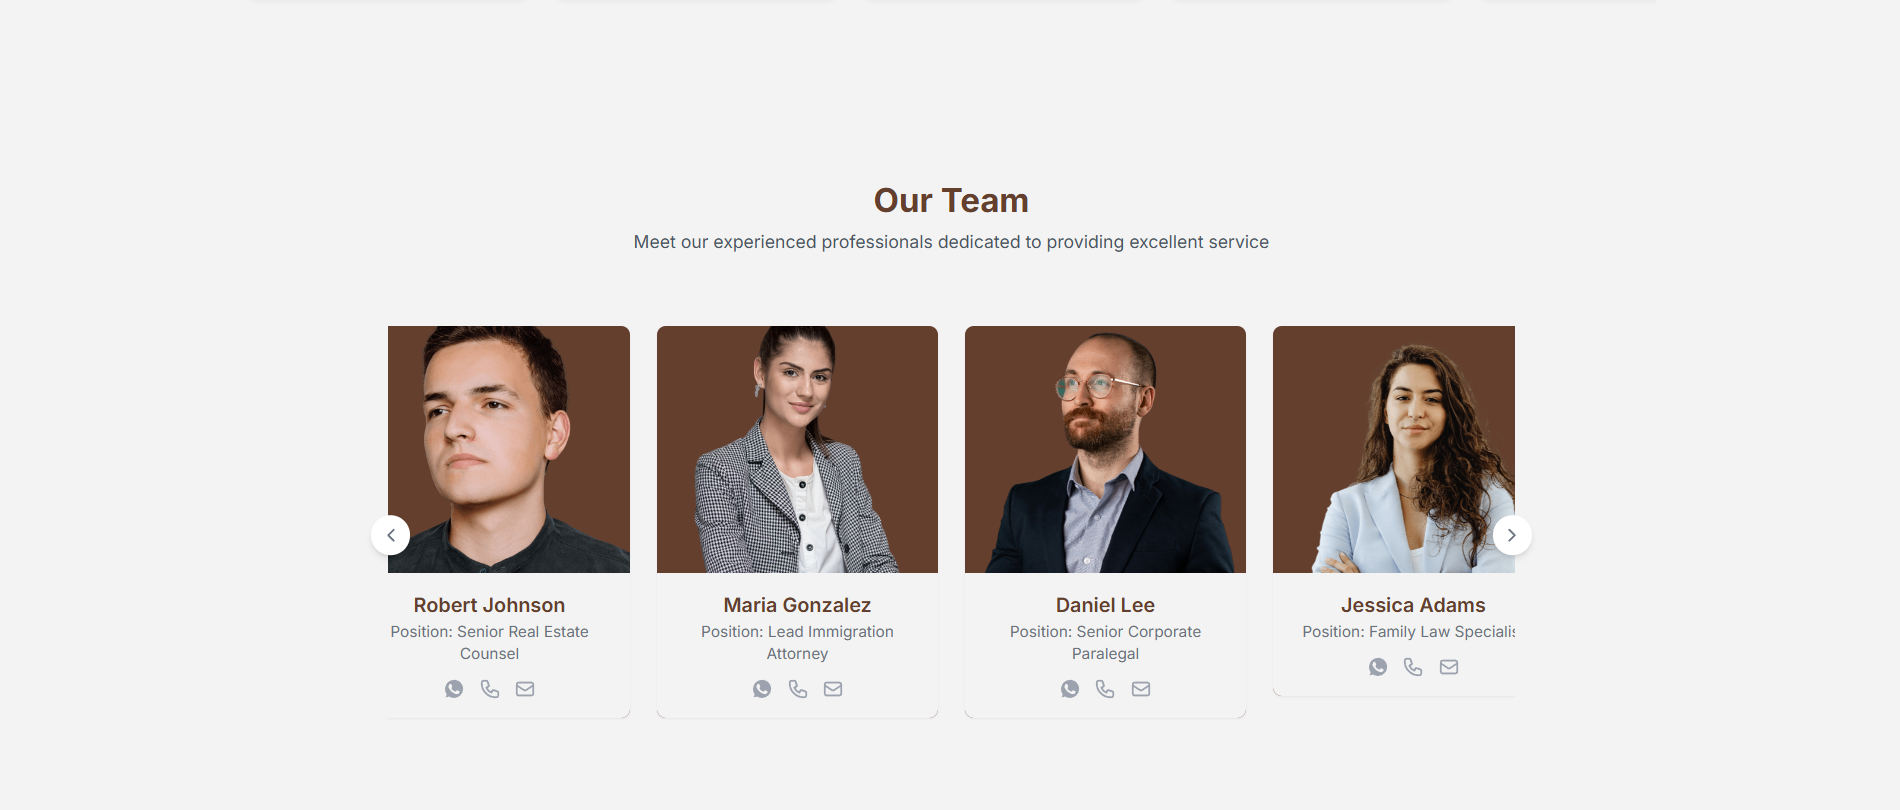 Our Team
Meet our experienced professionals dedicated to providing excellent service
Robert Johnson
Position: Senior Real Estate
Counsel
Maria Gonzalez
Position: Lead Immigration
Attorney
Daniel Lee
Position: Senior Corporate
Paralegal
Jessica Adams
Position: Family Law Specialis